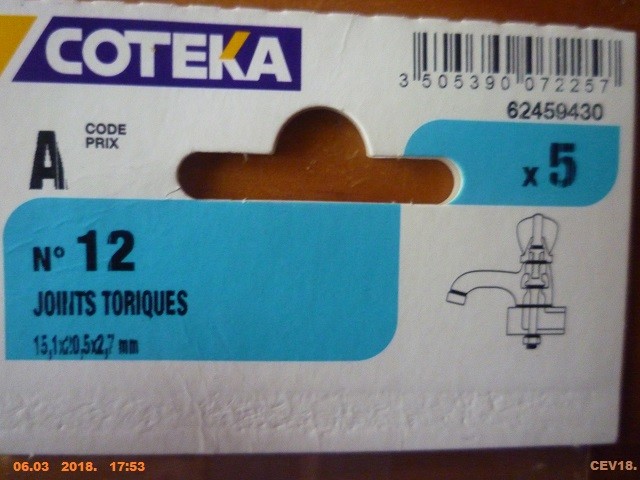 COTEKA
3 505390 072257
62459430
A
CODE
PRIX
x 5
N° 12
JOINTS TORIQUES
15,1x20,5x2,7 mm
06.03 2018. 17:53
CEV18.